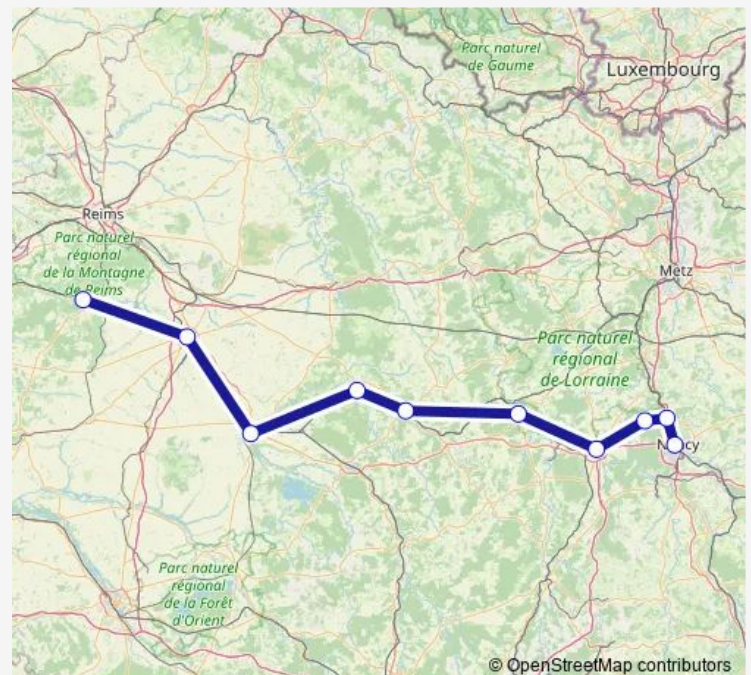 Parc naturel
de Gaume
Luxembourg
Reims
Parc naturel
régional
de la Montagne
de Reims
Metz
Parc naturel
régional
de Lorraine
Parc naturel
régional
de la Forêt
d'Orient
© OpenStreetMap contributors